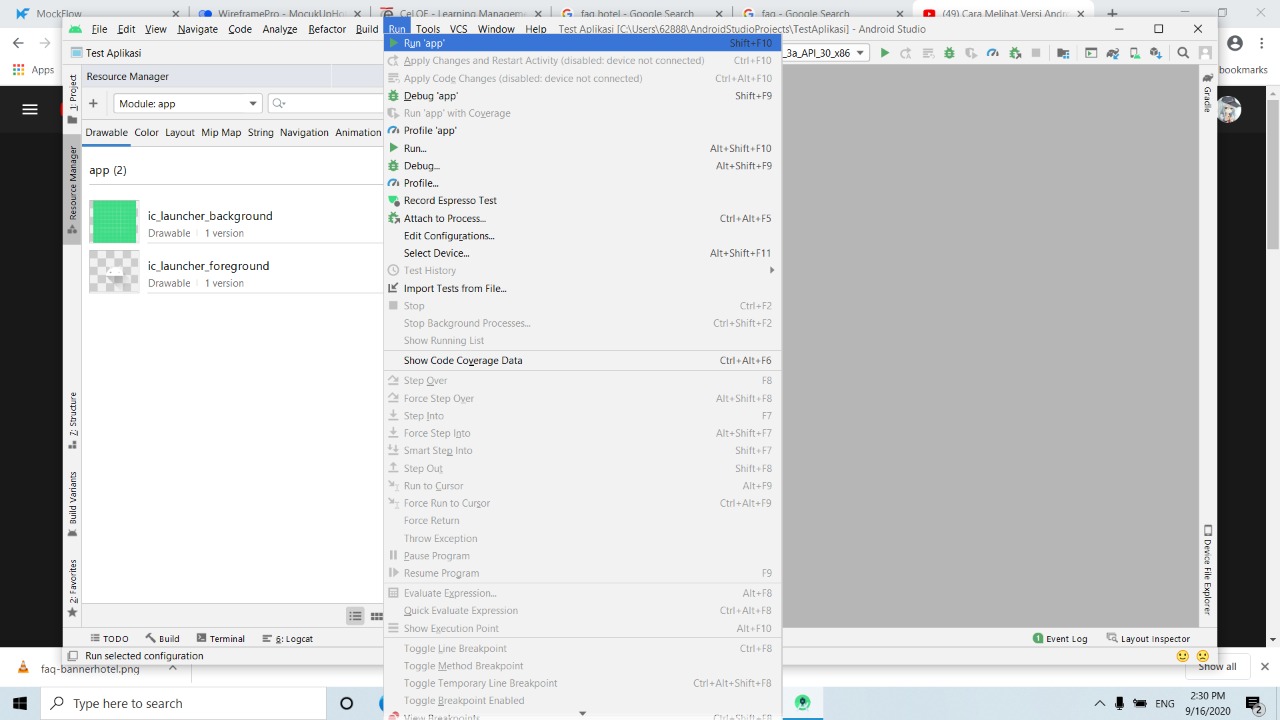 MockFlow
WireframePro - MockFlow
faq - Google Search
(49) Cara Melihat Versi Andro
File Edit View Navigate Code Analyze Refactor Build Run Tools VCS Window Help Test Aplikasi [C:\Users\62888\AndroidStudioProjects\TestAplikasi] - Android Studio
Test Aplikasi
_3a_API_30_x86
Apps
bookmarks
Resource Manager
Module: app
Drawable Color Layout Mip Map String Navigation Animation
app (2)
ic_launcher_background
Drawable | 1 version
ic_launcher_foreground
Drawable | 1 version
1: Project
Resource Manager
7: Structure
Build Variants
2: Favorites
Run 'app' Shift+F10
Apply Changes and Restart Activity (disabled: device not connected) Ctrl+F10
Apply Code Changes (disabled: device not connected) Ctrl+Alt+F10
Debug 'app' Shift+F9
Run 'app' with Coverage
Profile 'app'
Run... Alt+Shift+F10
Debug... Alt+Shift+F9
Profile...
Record Espresso Test
Attach to Process... Ctrl+Alt+F5
Edit Configurations...
Select Device... Alt+Shift+F11
Test History
Import Tests from File...
Stop Ctrl+F2
Stop Background Processes... Ctrl+Shift+F2
Show Running List
Show Code Coverage Data Ctrl+Alt+F6
Step Over F8
Force Step Over Alt+Shift+F8
Step Into F7
Force Step Into Alt+Shift+F7
Smart Step Into Shift+F7
Step Out Shift+F8
Run to Cursor Alt+F9
Force Run to Cursor Ctrl+Alt+F9
Force Return
Throw Exception
Pause Program
Resume Program F9
Evaluate Expression... Alt+F8
Quick Evaluate Expression Ctrl+Alt+F8
Show Execution Point Alt+F10
Toggle Line Breakpoint Ctrl+F8
Toggle Method Breakpoint
Toggle Temporary Line Breakpoint Ctrl+Alt+Shift+F8
Toggle Breakpoint Enabled
View Breakpoints... Ctrl+Shift+F8
Gradle
Device File Explorer
Build Terminal 6: Logcat
1 Event Log Layout Inspector
Run selected configuration
faq-bannerhotel.png
Show all
Type here to search
ENG
2:30 PM
9/16/2020
2